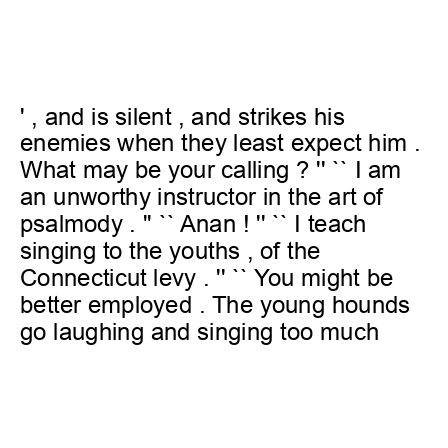 ' , and is silent , and strikes his
enemies when they least expect him .
What may be your calling ? '' `` I am
an unworthy instructor in the art of
psalmody . '' `` Anan ! '' `` I teach
singing to the youths , of the
Connecticut levy . '' `` You might be
better employed . The young hounds
go laughing and singing too much